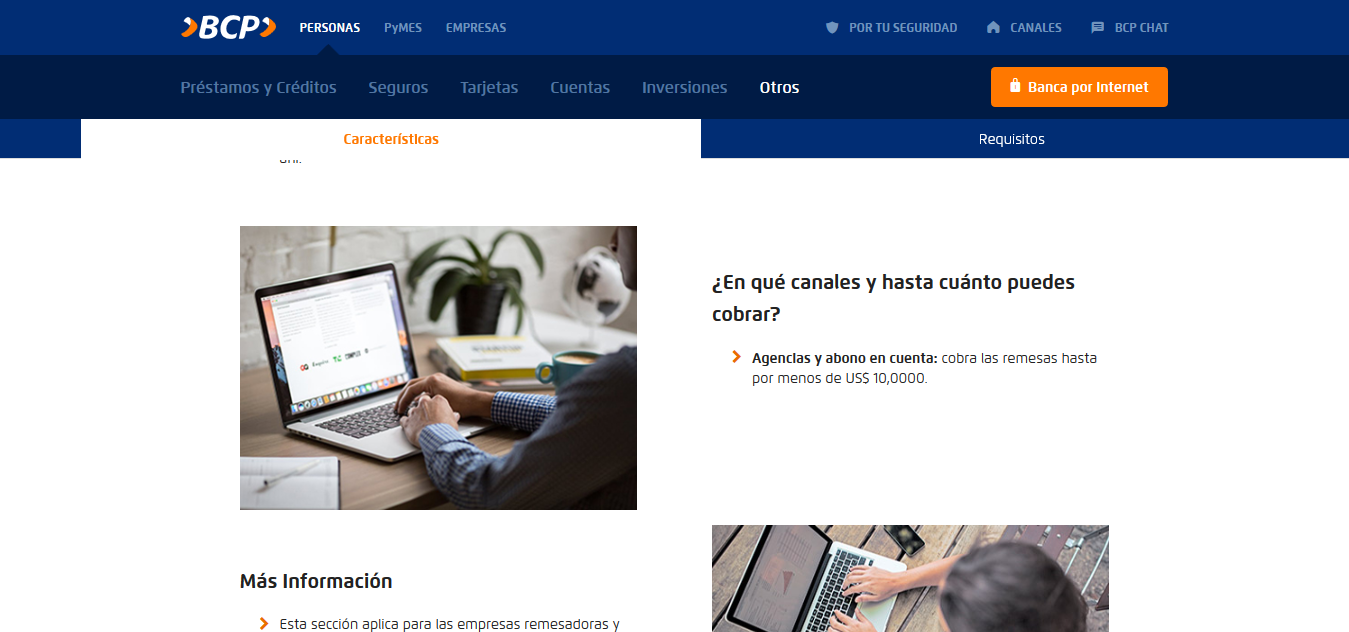 BCP
PERSONAS
PyMES
EMPRESAS
POR TU SEGURIDAD
CANALES
BCP CHAT
Préstamos y Créditos
Seguros
Tarjetas
Cuentas
Inversiones
Otros
Banca por Internet
Características
Requisitos
¿En qué canales y hasta cuánto puedes
cobrar?
Agencias y abono en cuenta: cobra las remesas hasta
por menos de US$ 10,0000.
Más Información
Esta sección aplica para las empresas remesadoras y